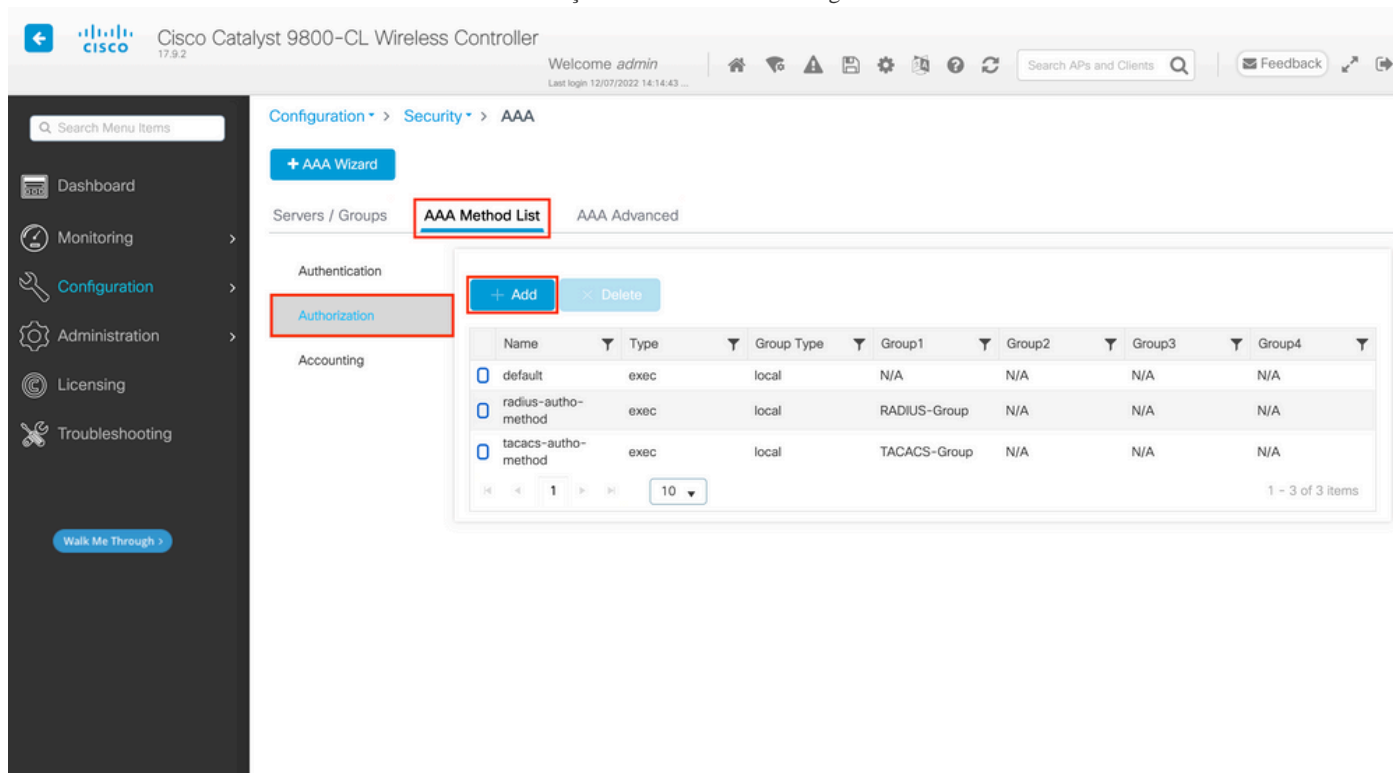 CISCO
Cisco Catalyst 9800-CL Wireless Controller
17.9.2
Welcome admin
Last login 12/07/2022 14:14:43 ...
Search APs and Clients
Feedback
Search Menu Items
Dashboard
Monitoring
Configuration
Administration
Licensing
Troubleshooting
Walk Me Through >
Configuration > Security > AAA
+ AAA Wizard
Servers / Groups AAA Method List AAA Advanced
Authentication
Authorization
Accounting
+ Add × Delete
Name Type Group Type Group1 Group2 Group3 Group4
default exec local N/A N/A N/A N/A
radius-autho-method exec local RADIUS-Group N/A N/A N/A
tacacs-autho-method exec local TACACS-Group N/A N/A N/A
1 10 1 - 3 of 3 items